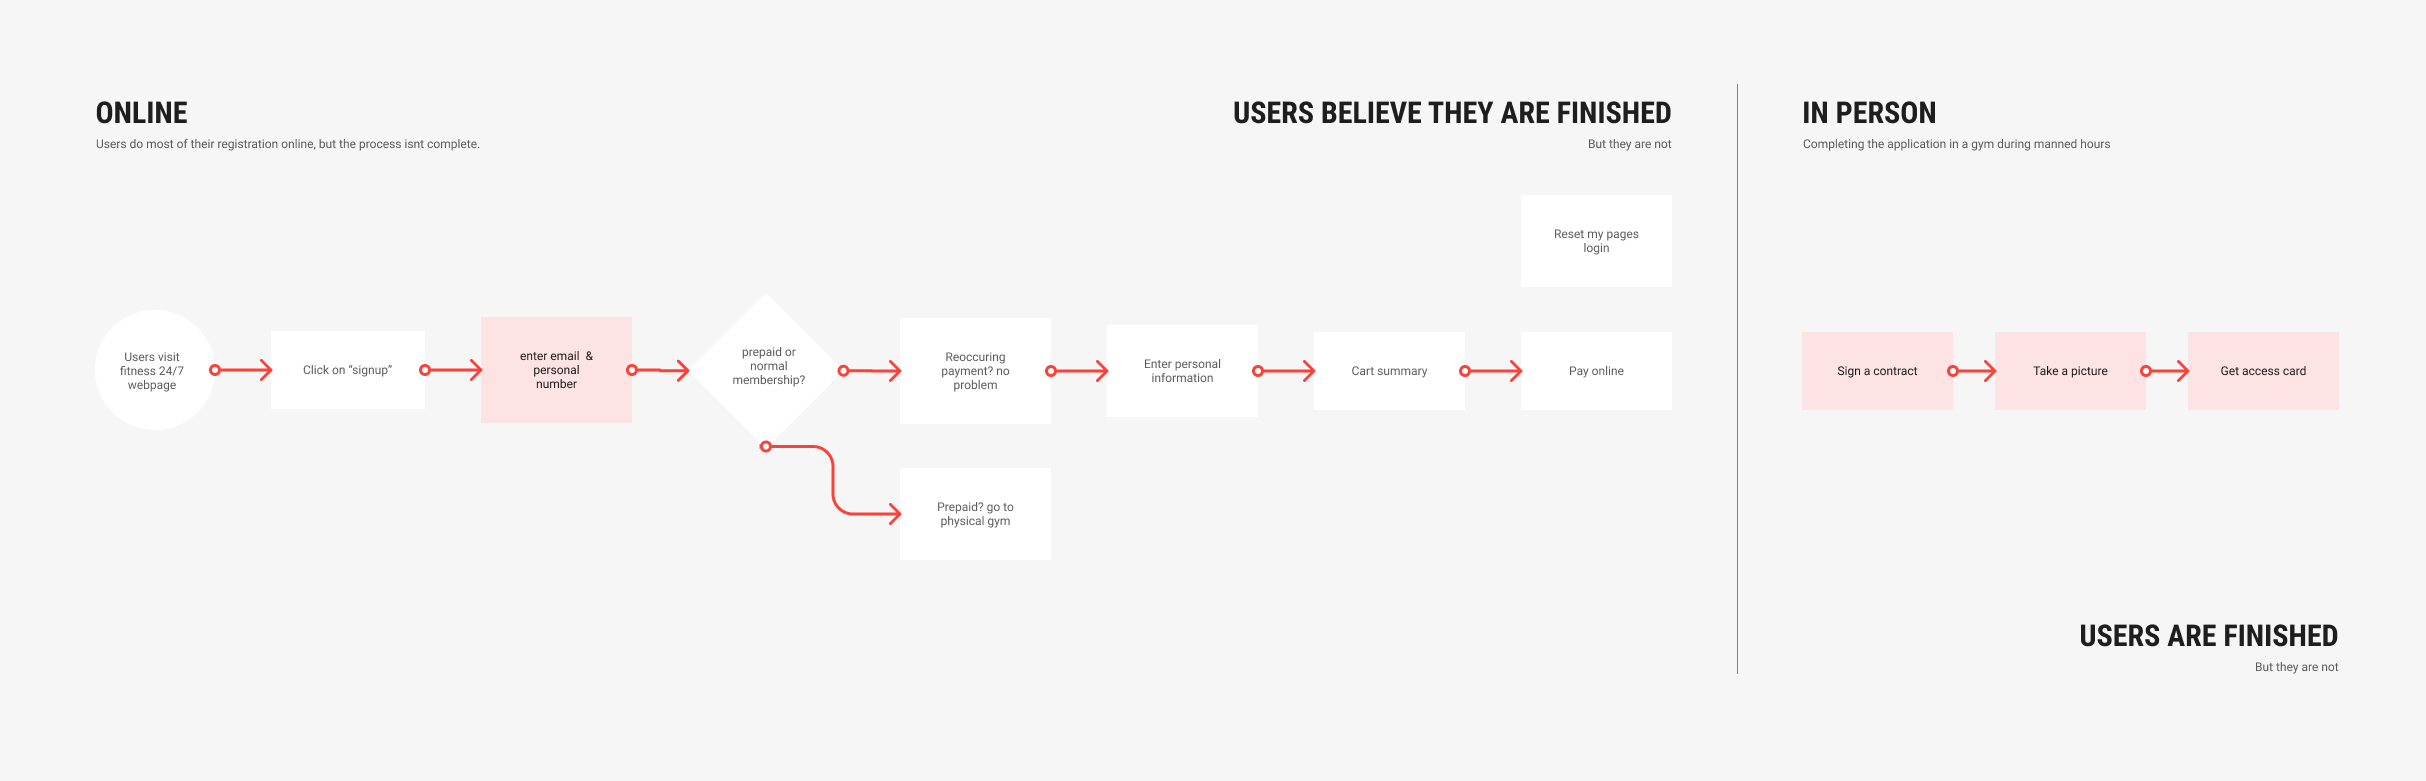 ONLINE
Users do most of their registration online, but the process isnt complete.
USERS BELIEVE THEY ARE FINISHED
But they are not
IN PERSON
Completing the application in a gym during manned hours
Reset my pages
login
Users visit
fitness 24/7
webpage
Click on “signup”
enter email &
personal
number
prepaid or
normal
membership?
Reoccuring
payment? no
problem
Enter personal
information
Cart summary
Pay online
Sign a contract
Take a picture
Get access card
Prepaid? go to
physical gym
USERS ARE FINISHED
But they are not